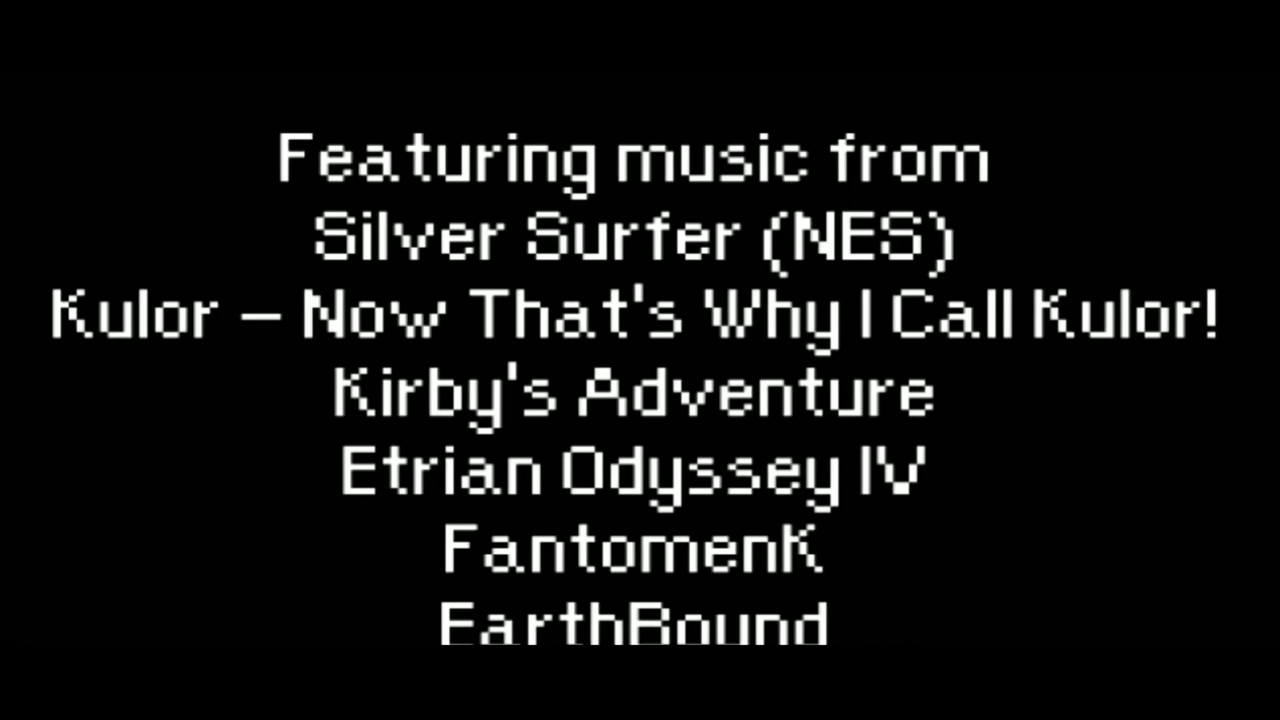 Featuring music from
Silver Surfer (NES)
Kulor – Now That's Why I Call Kulor!
Kirby's Adventure
Etrian Odyssey IV
FantomenK
EarthBound